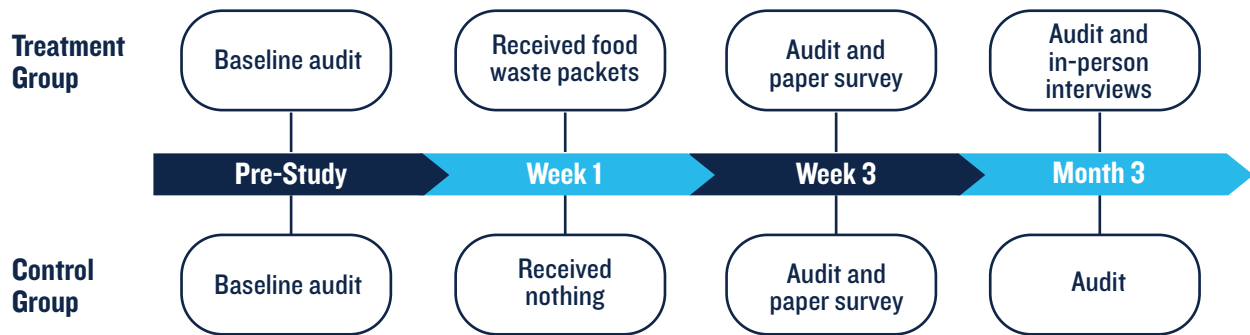 Treatment
Group
Baseline audit
Received food
waste packets
Audit and
paper survey
Audit and
in-person
interviews
Pre-Study
Week 1
Week 3
Month 3
Control
Group
Baseline audit
Received
nothing
Audit and
paper survey
Audit